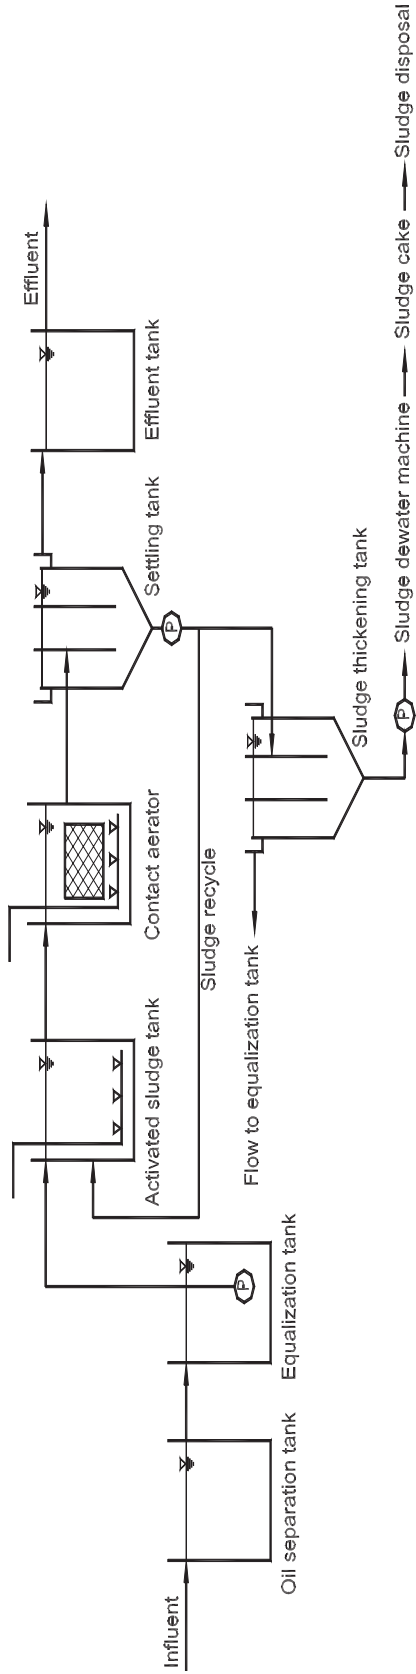 Influent
Oil separation tank
Equalization tank
P
Activated sludge tank
Contact aerator
Settling tank
P
Effluent tank
Effluent
Sludge recycle
Flow to equalization tank
Sludge thickening tank
P
Sludge dewater machine
Sludge cake
Sludge disposal